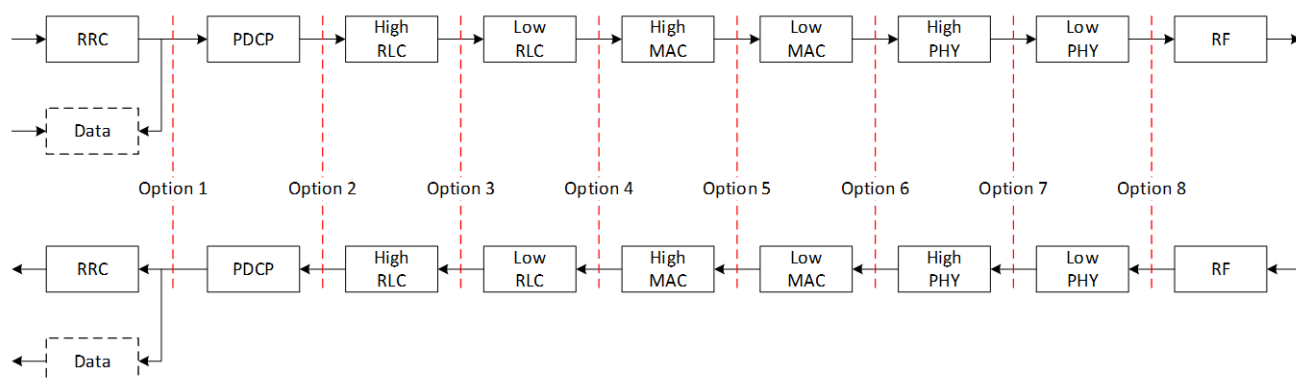 RRC
PDCP
High
RLC
Low
RLC
High
MAC
Low
MAC
High
PHY
Low
PHY
RF
Data
Option 1
Option 2
Option 3
Option 4
Option 5
Option 6
Option 7
Option 8
RRC
PDCP
High
RLC
Low
RLC
High
MAC
Low
MAC
High
PHY
Low
PHY
RF
Data